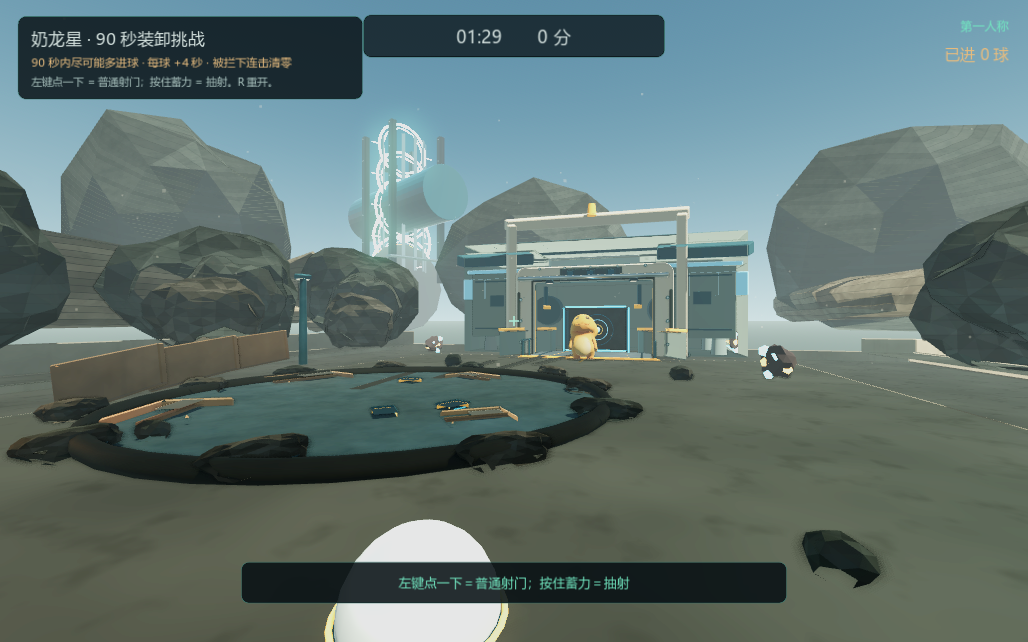 奶龙星 · 90 秒装卸挑战
90 秒内尽可能多进球 · 每球 +4 秒 · 被拦下连击清零
左键点一下 = 普通射门；按住蓄力 = 抽射。R 重开。
01:29 0 分
第一人称
已进 0 球
左键点一下 = 普通射门；按住蓄力 = 抽射